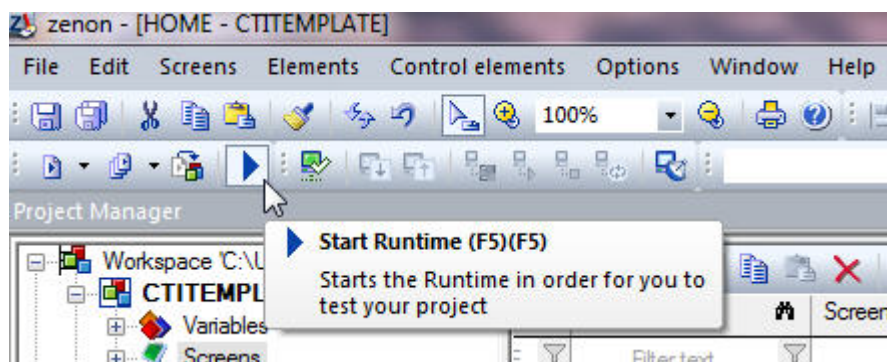 zenon - [HOME - CTITEMPLATE]
File Edit Screens Elements Control elements Options Window Help
100%
Project Manager
Start Runtime (F5)(F5)
Starts the Runtime in order for you to
test your project
Workspace 'C:\U
CTITEMPL
Variables
Screens
Screen
Filter text